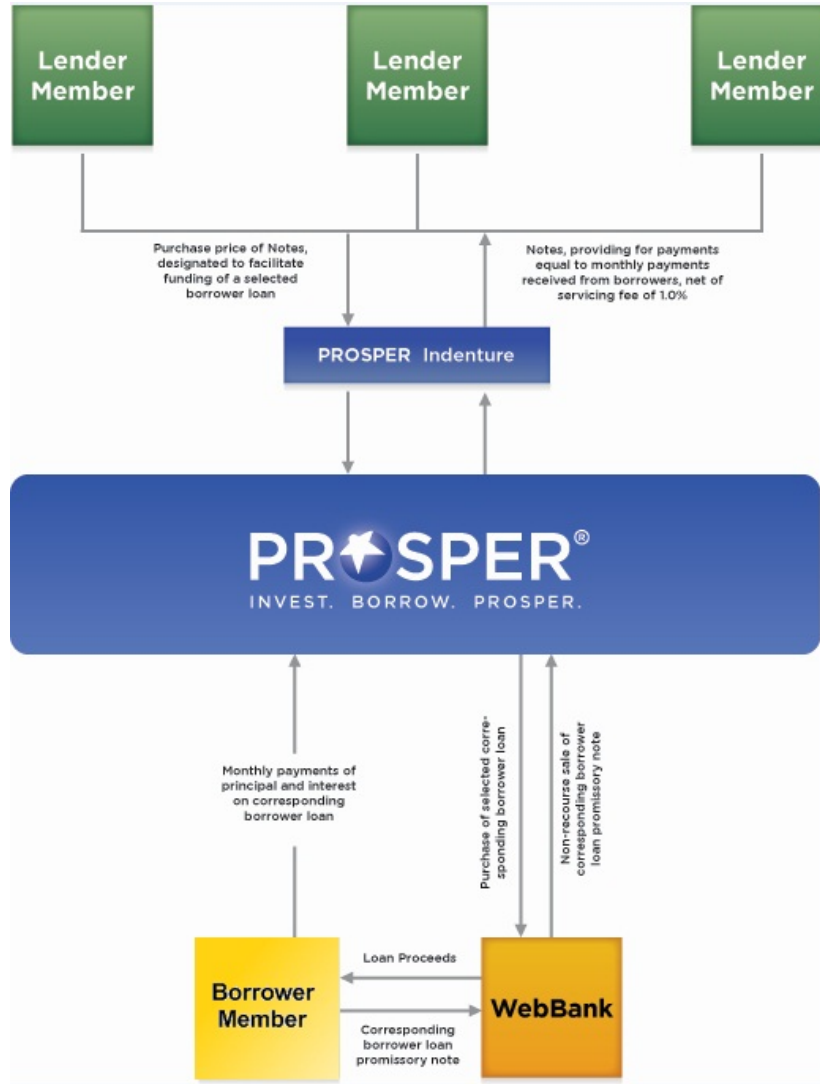 Lender
Member
Lender
Member
Lender
Member
Purchase price of Notes,
designated to facilitate
funding of a selected
borrower loan
Notes, providing for payments
equal to monthly payments
received from borrowers, net of
servicing fee of 1.0%
PROSPER Indenture
PROSPER®
INVEST. BORROW. PROSPER.
Monthly payments of
principal and interest
on corresponding
borrower loan
Purchase of selected corre-
sponding borrower loan
Non-recourse sale of
corresponding borrower
loan promissory note
Borrower
Member
Loan Proceeds
Corresponding
borrower loan
promissory note
WebBank